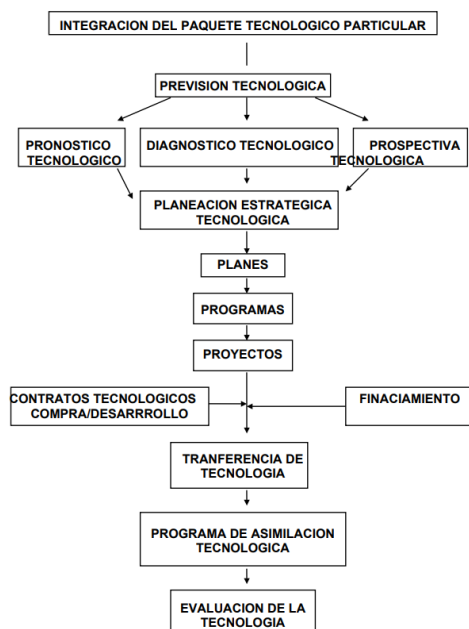 INTEGRACION DEL PAQUETE TECNOLOGICO PARTICULAR
PREVISION TECNOLOGICA
PRONOSTICO
TECNOLOGICO
DIAGNOSTICO TECNOLOGICO
PROSPECTIVA
TECNOLOGICA
PLANEACION ESTRATEGICA
TECNOLOGICA
PLANES
PROGRAMAS
PROYECTOS
CONTRATOS TECNOLOGICOS
COMPRA/DESARRROLLO
FINACIAMIENTO
TRANFERENCIA DE
TECNOLOGIA
PROGRAMA DE ASIMILACION
TECNOLOGICA
EVALUACION DE LA
TECNOLOGIA